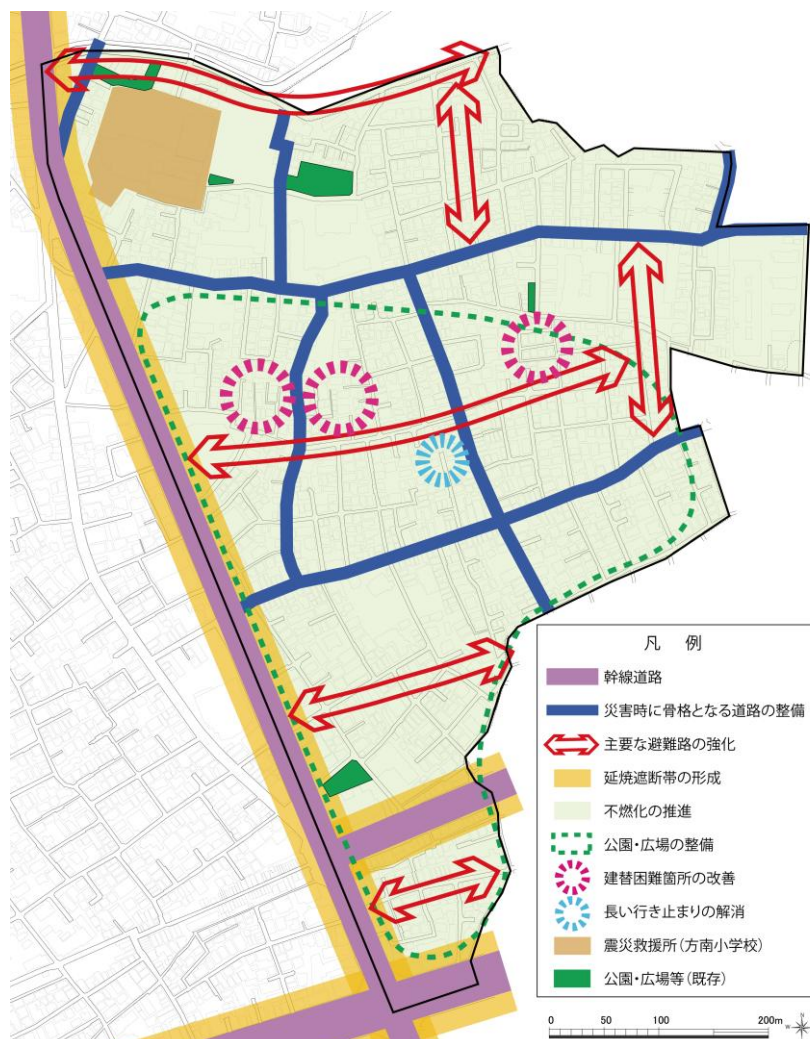 凡 例
幹線道路
災害時に骨格となる道路の整備
主要な避難路の強化
延焼遮断帯の形成
不燃化の推進
公園・広場の整備
建替困難箇所の改善
長い行き止まりの解消
震災救援所(方南小学校)
公園・広場等(既存)
0 50 100 200m
W N E S